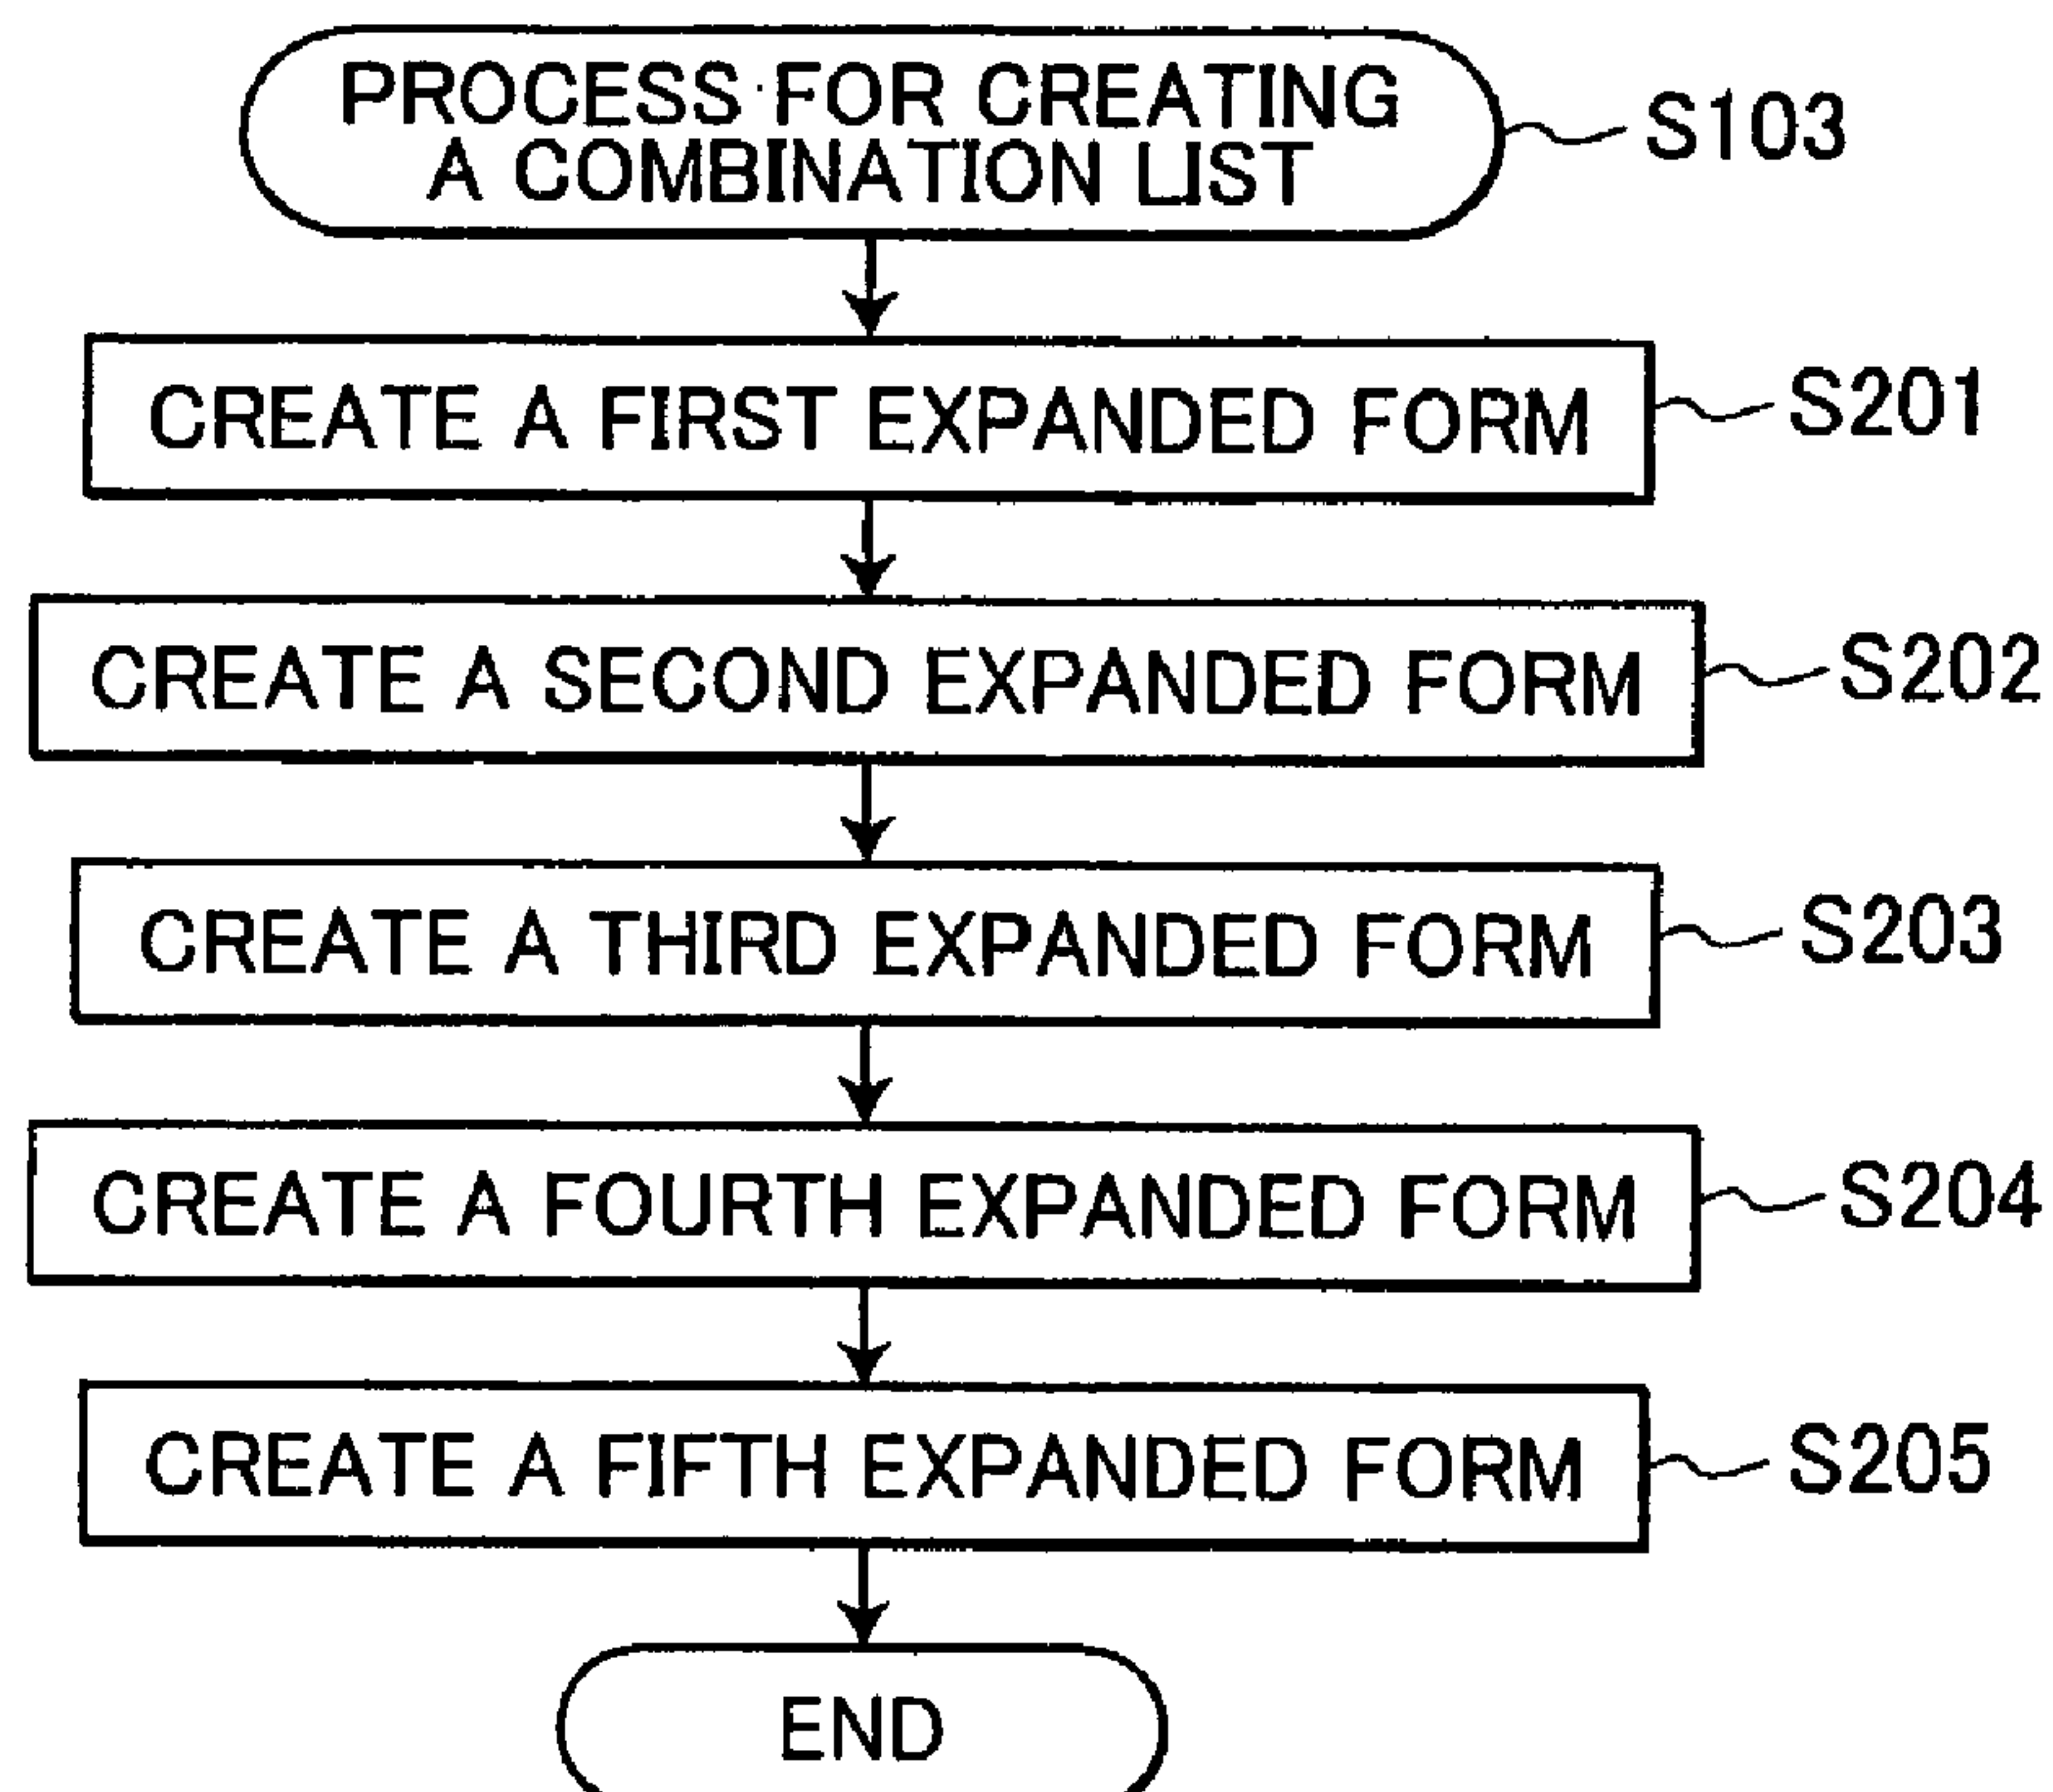 PROCESS FOR CREATING
A COMBINATION LIST
S103
CREATE A FIRST EXPANDED FORM
S201
CREATE A SECOND EXPANDED FORM
S202
CREATE A THIRD EXPANDED FORM
S203
CREATE A FOURTH EXPANDED FORM
S204
CREATE A FIFTH EXPANDED FORM
S205
END